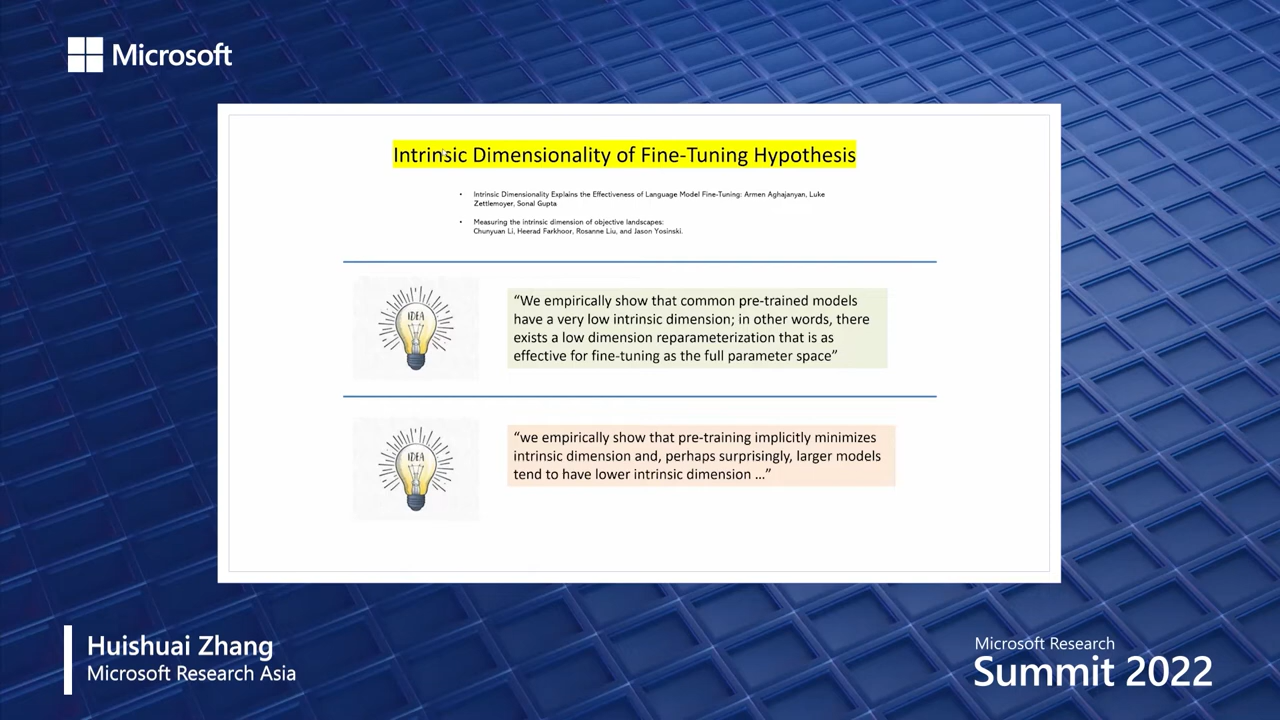 Microsoft
Intrinsic Dimensionality of Fine-Tuning Hypothesis
• Intrinsic Dimensionality Explains the Effectiveness of Language Model Fine-Tuning: Armen Aghajanyan, Luke
Zettlemoyer, Sonal Gupta
• Measuring the intrinsic dimension of objective landscapes:
Chunyuan Li, Heerad Farkhoor, Rosanne Liu, and Jason Yosinski.
IDEA
“We empirically show that common pre-trained models
have a very low intrinsic dimension; in other words, there
exists a low dimension reparameterization that is as
effective for fine-tuning as the full parameter space”
IDEA
“we empirically show that pre-training implicitly minimizes
intrinsic dimension and, perhaps surprisingly, larger models
tend to have lower intrinsic dimension …”
Huishuai Zhang
Microsoft Research Asia
Microsoft Research
Summit 2022